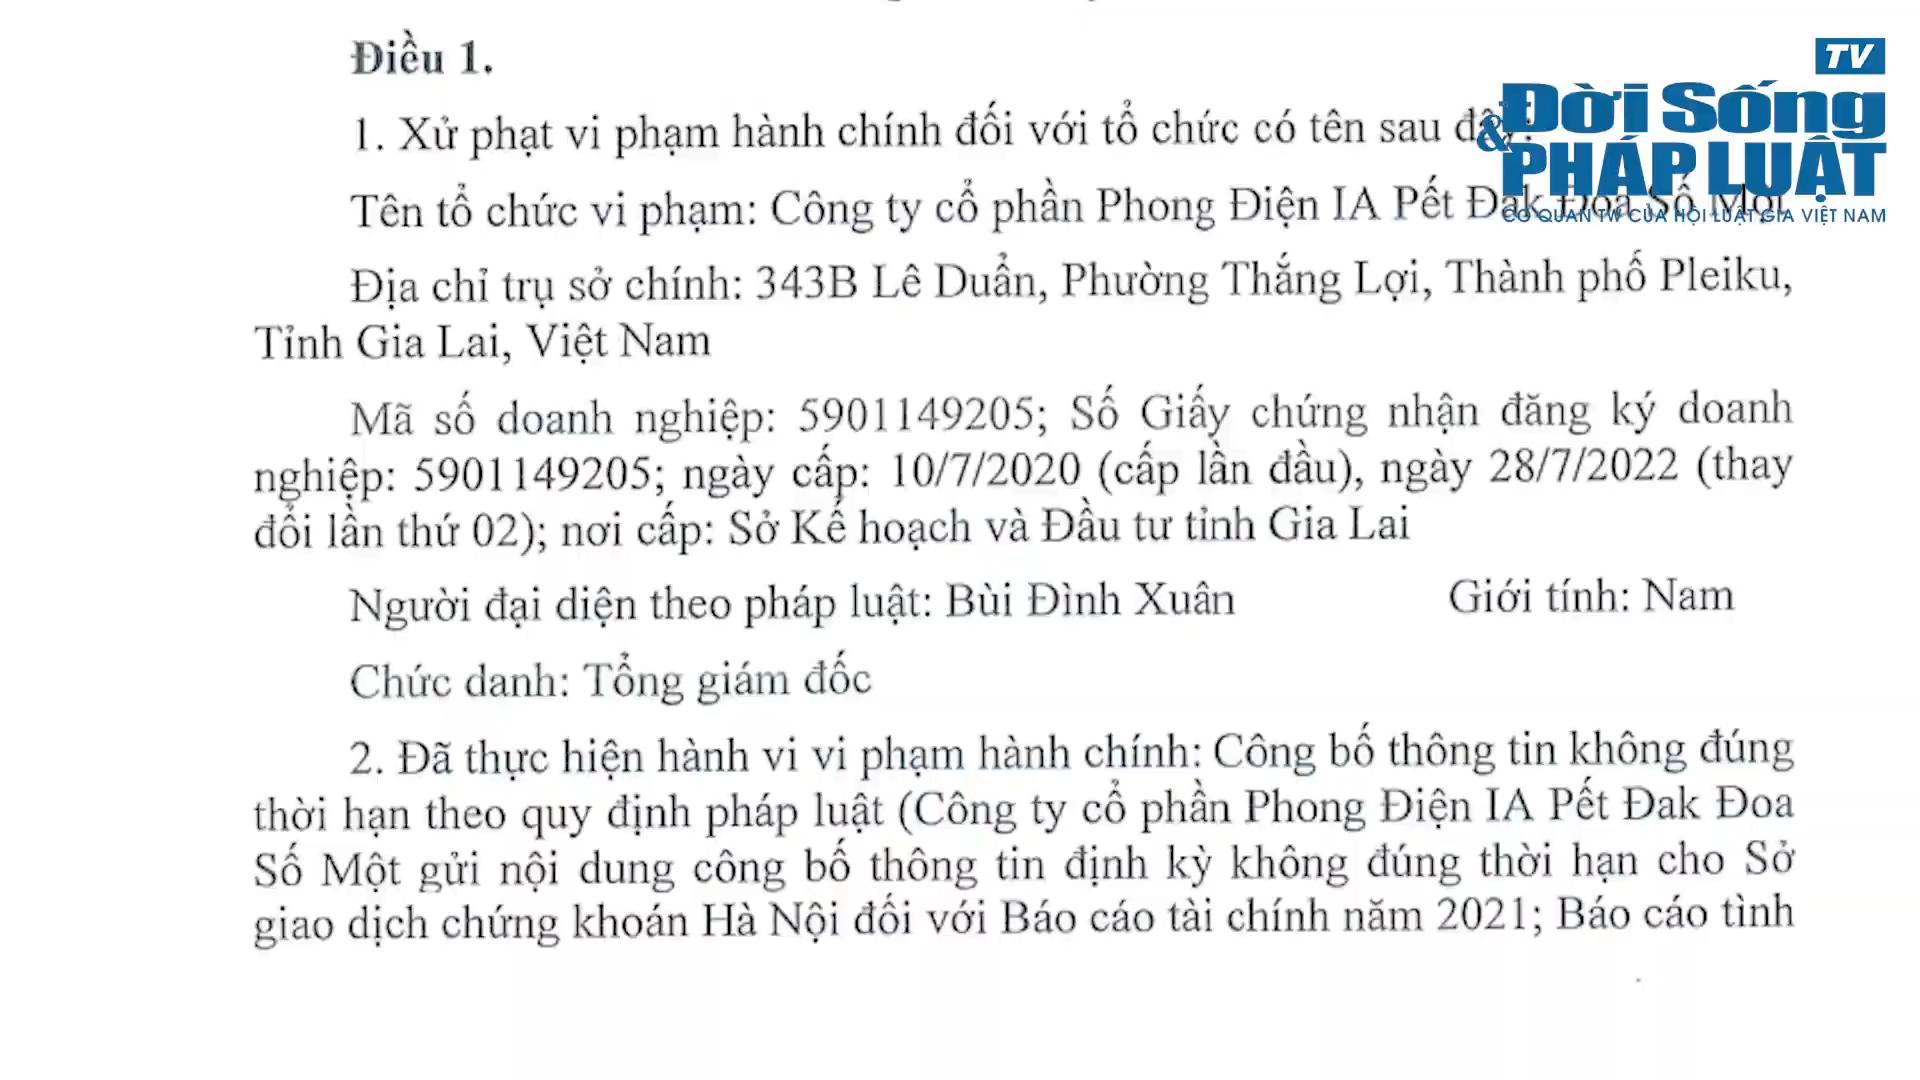 Điều 1.
1. Xử phạt vi phạm hành chính đối với tổ chức có tên sau đây:
Tên tổ chức vi phạm: Công ty cổ phần Phong Điện IA Pết Đak Đoa Số Một
Địa chỉ trụ sở chính: 343B Lê Duẩn, Phường Thắng Lợi, Thành phố Pleiku,
Tỉnh Gia Lai, Việt Nam
Mã số doanh nghiệp: 5901149205; Số Giấy chứng nhận đăng ký doanh
nghiệp: 5901149205; ngày cấp: 10/7/2020 (cấp lần đầu), ngày 28/7/2022 (thay
đổi lần thứ 02); nơi cấp: Sở Kế hoạch và Đầu tư tỉnh Gia Lai
Người đại diện theo pháp luật: Bùi Đình Xuân Giới tính: Nam
Chức danh: Tổng giám đốc
2. Đã thực hiện hành vi vi phạm hành chính: Công bố thông tin không đúng
thời hạn theo quy định pháp luật (Công ty cổ phần Phong Điện IA Pết Đak Đoa
Số Một gửi nội dung công bố thông tin định kỳ không đúng thời hạn cho Sở
giao dịch chứng khoán Hà Nội đối với Báo cáo tài chính năm 2021; Báo cáo tình
TV
Đời Sống
& PHÁP LUẬT
CƠ QUAN TW CỦA HỘI LUẬT GIA VIỆT NAM